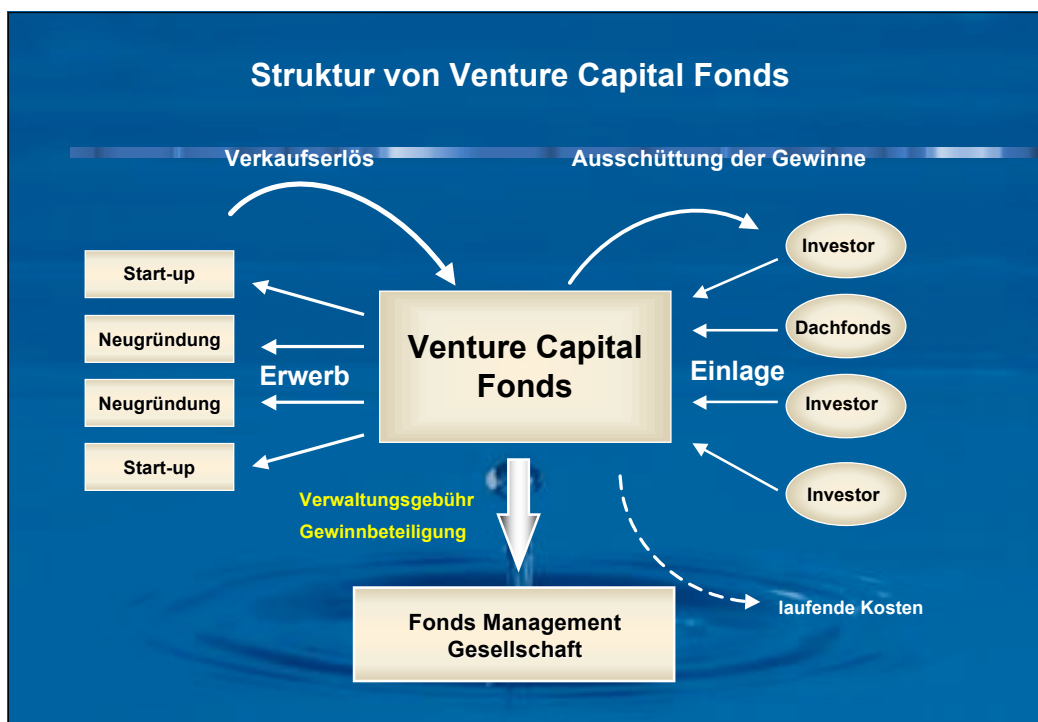 Struktur von Venture Capital Fonds
Verkaufserlös
Ausschüttung der Gewinne
Start-up
Neugründung
Neugründung
Start-up
Erwerb
Venture Capital
Fonds
Einlage
Investor
Dachfonds
Investor
Investor
Verwaltungsgebühr
Gewinnbeteiligung
laufende Kosten
Fonds Management
Gesellschaft